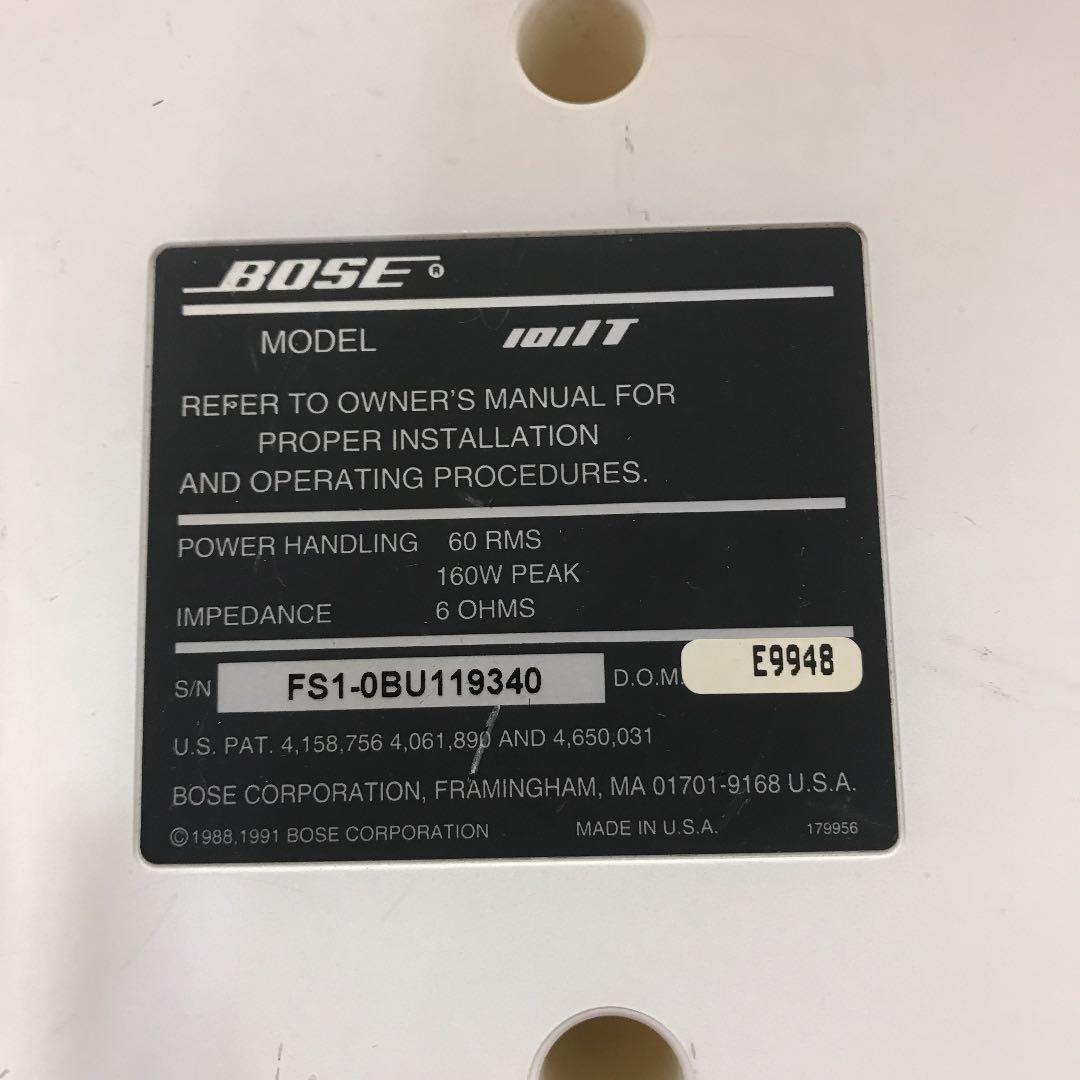 BOSE®
MODEL 101IT
REFER TO OWNER'S MANUAL FOR
PROPER INSTALLATION
AND OPERATING PROCEDURES.
POWER HANDLING 60 RMS
160W PEAK
IMPEDANCE 6 OHMS
S/N FS1-0BU119340 D.O.M. E9948
U.S. PAT. 4,158,756 4,061,890 AND 4,650,031
BOSE CORPORATION, FRAMINGHAM, MA 01701-9168 U.S.A.
©1988,1991 BOSE CORPORATION MADE IN U.S.A. 179956